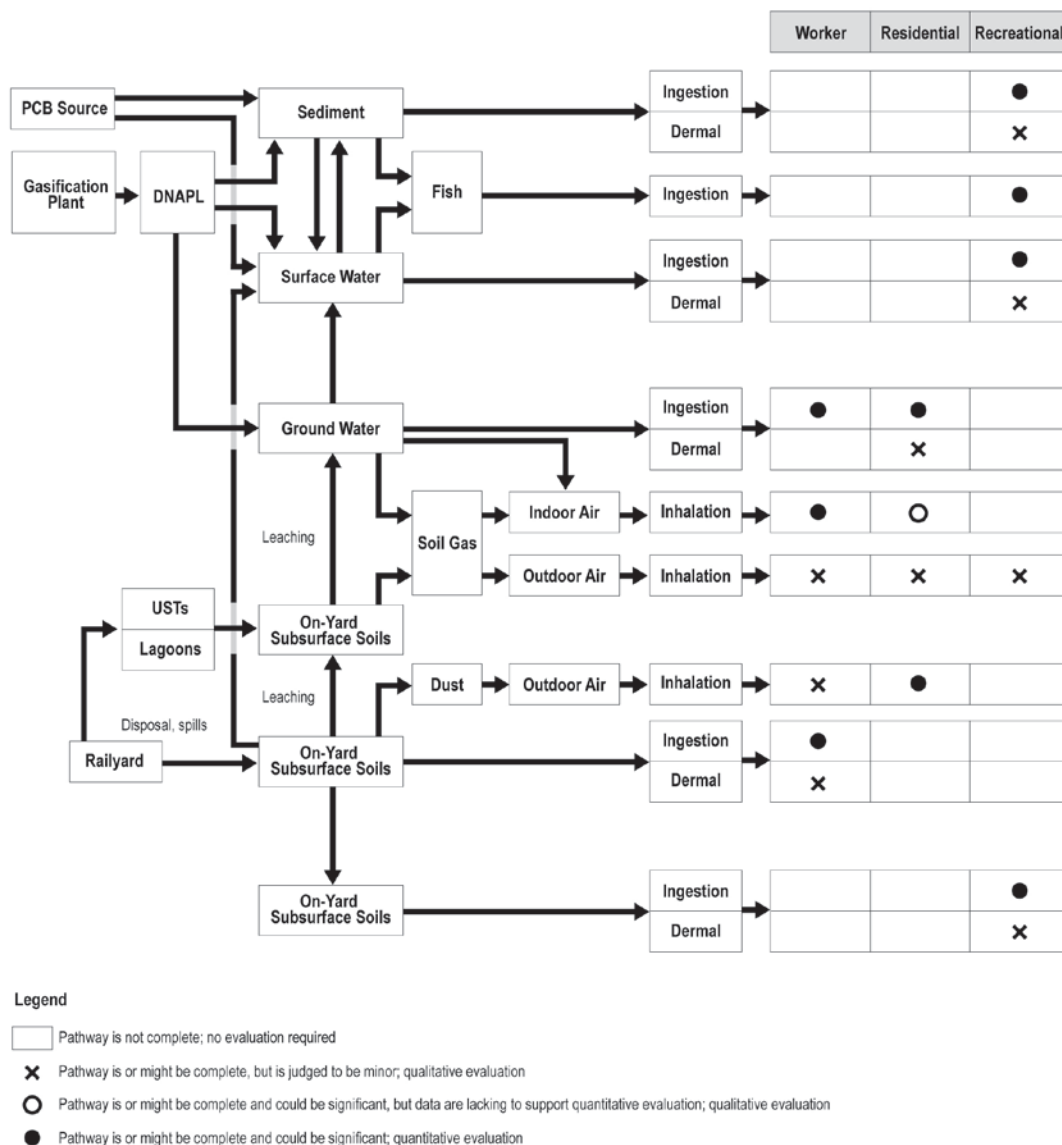 Worker
Residential
Recreational
PCB Source
Sediment
Ingestion
Dermal
Gasification
Plant
DNAPL
Fish
Ingestion
Surface Water
Ingestion
Dermal
Ground Water
Ingestion
Dermal
Leaching
Soil Gas
Indoor Air
Inhalation
Outdoor Air
Inhalation
USTs
Lagoons
On-Yard
Subsurface Soils
Leaching
Dust
Outdoor Air
Inhalation
Disposal, spills
Railyard
On-Yard
Subsurface Soils
Ingestion
Dermal
On-Yard
Subsurface Soils
Ingestion
Dermal
Legend
Pathway is not complete; no evaluation required
Pathway is or might be complete, but is judged to be minor; qualitative evaluation
Pathway is or might be complete and could be significant, but data are lacking to support quantitative evaluation; qualitative evaluation
Pathway is or might be complete and could be significant; quantitative evaluation